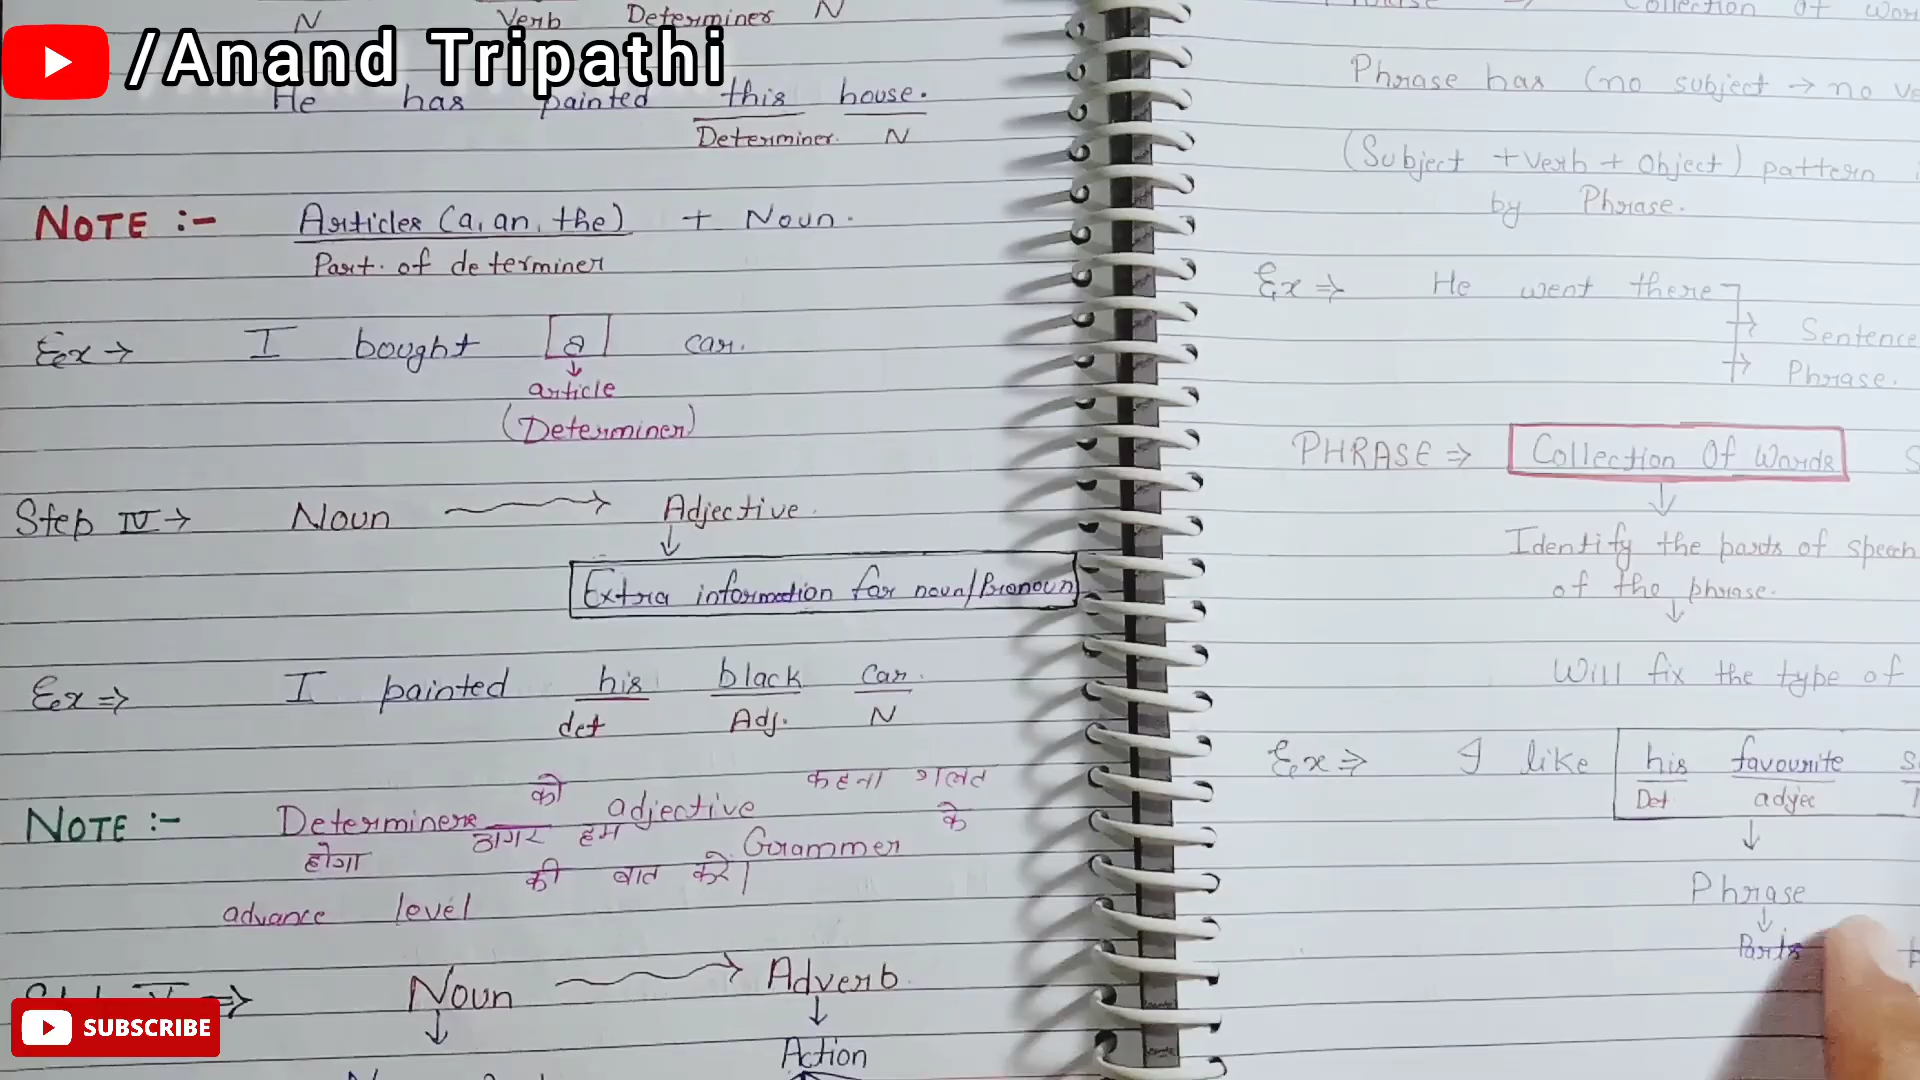 N Verb Determiner N
/Anand Tripathi
He has painted this house.
Determiner. N
NOTE :- Articles (a, an, the) + Noun.
Part of determiner
Ex → I bought a car.
article
(Determiner)
Step IV → Noun → Adjective.
Extra information for noun/Pronoun
Ex ⇒ I painted his black car.
det Adj. N
NOTE :- Determiners को adjective कहना गलत
होगा अगर हम Grammer के
advance level की बात करे।
⇒ Noun → Adverb
Action
SUBSCRIBE
⇒ Collection Of
Phrase has (no subject → no
(Subject + Verb + Object) pattern
by Phrase.
Ex ⇒ He went there
Sentence
Phrase.
PHRASE ⇒ Collection Of Words
Identify the parts of speech
of the phrase.
Will fix the type of
Ex ⇒ I like his favourite
Det adjec
Phrase
Parts